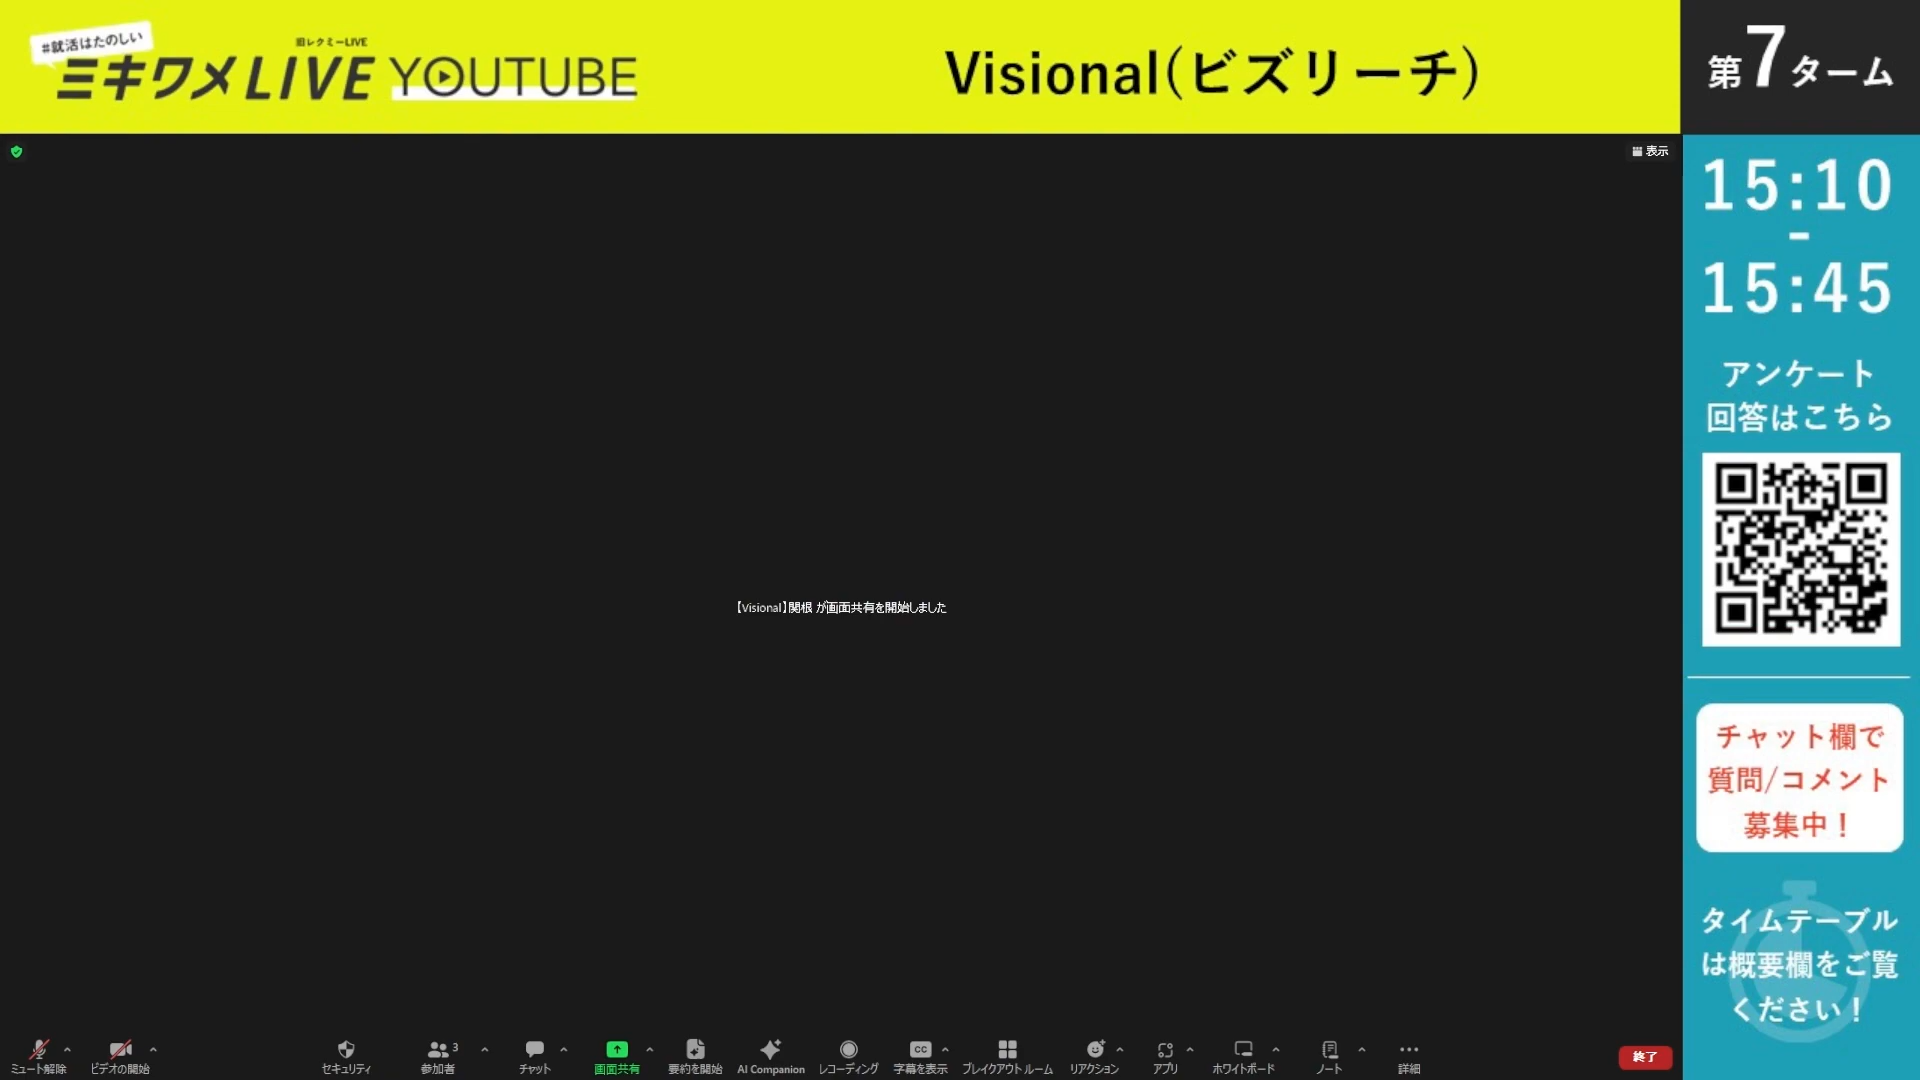 #就活はたのしい
旧レクミーLIVE
ミキワメLIVE YOUTUBE
Visional(ビズリーチ)
第7ターム
表示
15:10
-
15:45
アンケート
回答はこちら
【Visional】関根 が画面共有を開始しました
チャット欄で
質問/コメント
募集中！
タイムテーブル
は概要欄をご覧
ください！
ミュート解除
ビデオの開始
セキュリティ
3
参加者
チャット
画面共有
要約を開始
AI Companion
レコーディング
CC
字幕を表示
ブレイクアウト ルーム
リアクション
アプリ
ホワイトボード
ノート
詳細
終了